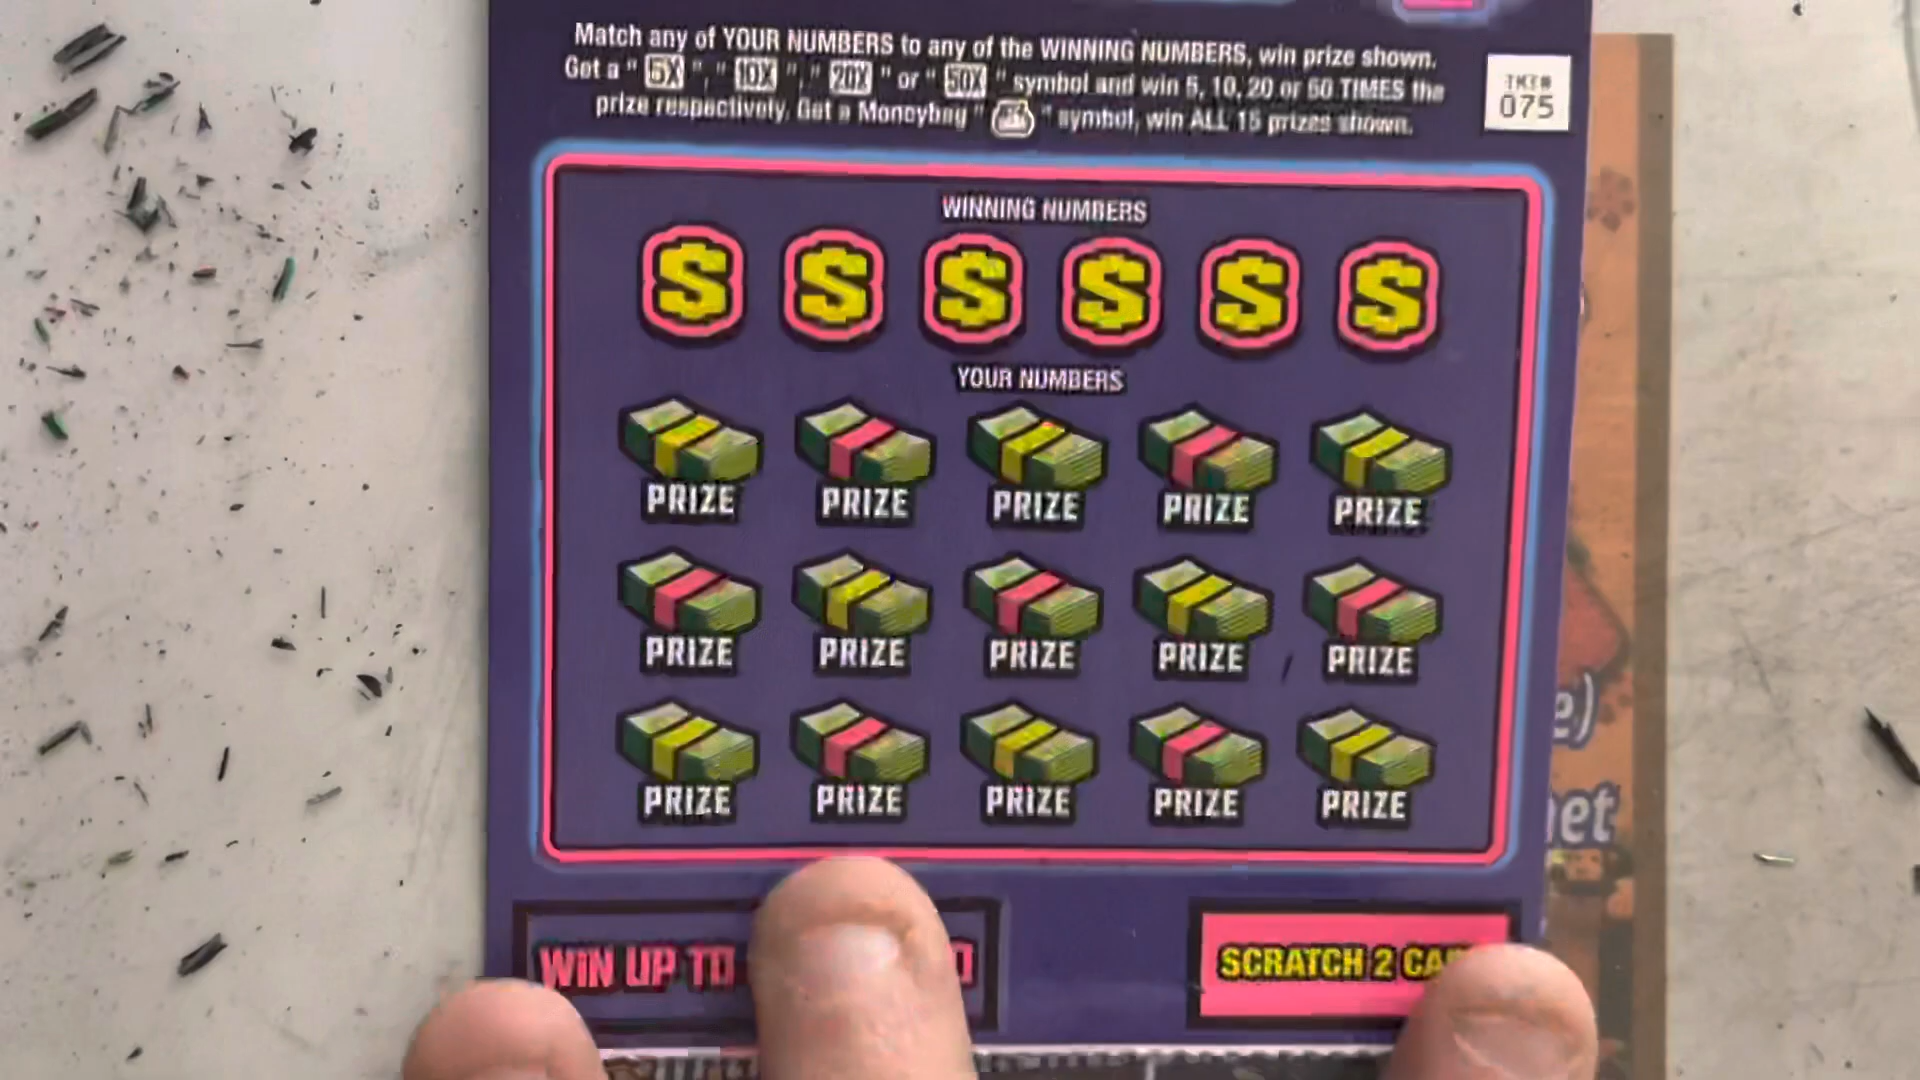 Match any of YOUR NUMBERS to any of the WINNING NUMBERS, win prize shown.
Get a " 5X ", " 10X ", " 20X " or " 50X " symbol and win 5, 10, 20 or 50 TIMES the
prize respectively. Get a Moneybag " " symbol, win ALL 15 prizes shown.
TKT#
075
WINNING NUMBERS
$ $ $ $ $ $
YOUR NUMBERS
PRIZE PRIZE PRIZE PRIZE PRIZE
PRIZE PRIZE PRIZE PRIZE PRIZE
PRIZE PRIZE PRIZE PRIZE PRIZE
e)
et
WIN UP TO
SCRATCH 2 CA